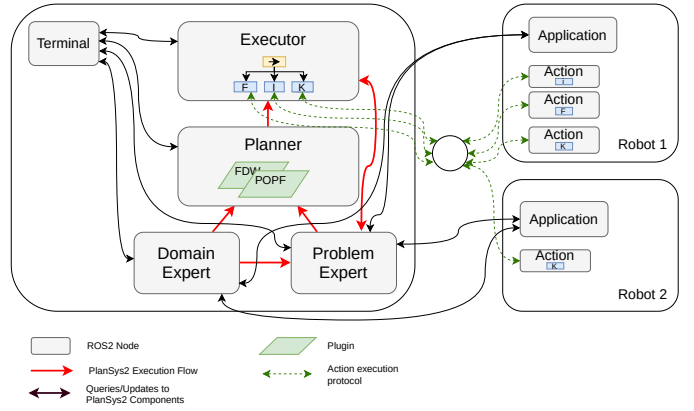 Terminal
Executor
F
I
K
Planner
FDW
POPF
Domain
Expert
Problem
Expert
Application
Action
I
Action
F
Action
K
Robot 1
Application
Action
K
Robot 2
ROS2 Node
Plugin
PlanSys2 Execution Flow
Action execution
protocol
Queries/Updates to
PlanSys2 Components